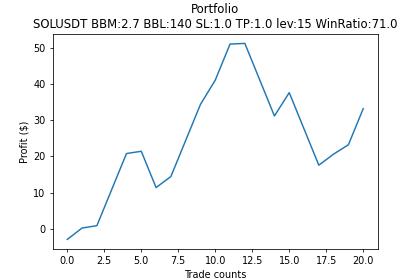 Portfolio
SOLUSDT BBM:2.7 BBL:140 SL:1.0 TP:1.0 lev:15 WinRatio:71.0
50
40
30
20
10
0
Profit ($)
0.0 2.5 5.0 7.5 10.0 12.5 15.0 17.5 20.0
Trade counts